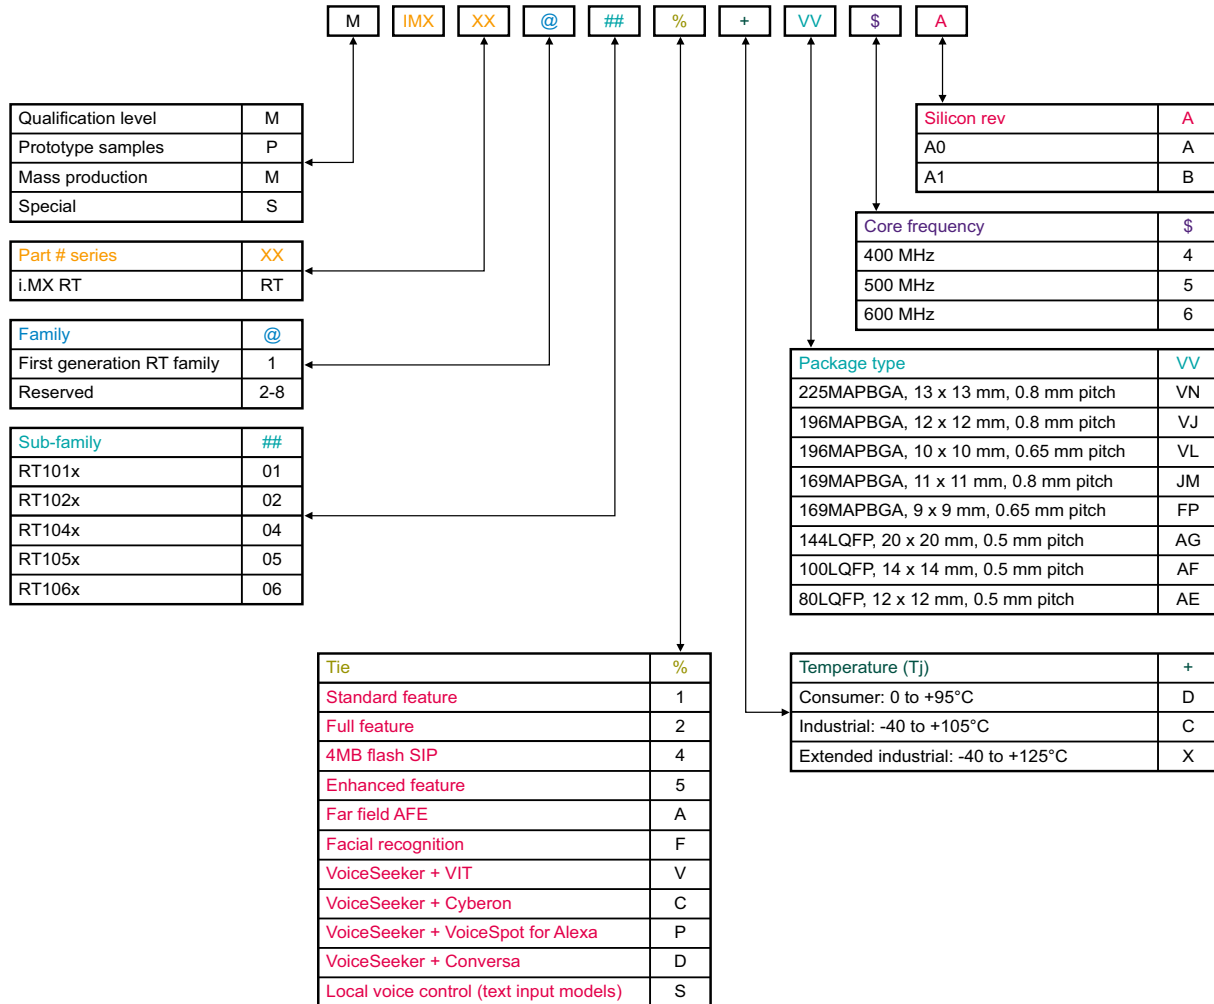 M IMX XX @ ## % + VV $ A
Qualification level M
Prototype samples P
Mass production M
Special S
Part # series XX
i.MX RT RT
Family @
First generation RT family 1
Reserved 2-8
Sub-family ##
RT101x 01
RT102x 02
RT104x 04
RT105x 05
RT106x 06
Silicon rev A
A0 A
A1 B
Core frequency $
400 MHz 4
500 MHz 5
600 MHz 6
Package type VV
225MAPBGA, 13 x 13 mm, 0.8 mm pitch VN
196MAPBGA, 12 x 12 mm, 0.8 mm pitch VJ
196MAPBGA, 10 x 10 mm, 0.65 mm pitch VL
169MAPBGA, 11 x 11 mm, 0.8 mm pitch JM
169MAPBGA, 9 x 9 mm, 0.65 mm pitch FP
144LQFP, 20 x 20 mm, 0.5 mm pitch AG
100LQFP, 14 x 14 mm, 0.5 mm pitch AF
80LQFP, 12 x 12 mm, 0.5 mm pitch AE
Tie %
Standard feature 1
Full feature 2
4MB flash SIP 4
Enhanced feature 5
Far field AFE A
Facial recognition F
VoiceSeeker + VIT V
VoiceSeeker + Cyberon C
VoiceSeeker + VoiceSpot for Alexa P
VoiceSeeker + Conversa D
Local voice control (text input models) S
Temperature (Tj) +
Consumer: 0 to +95°C D
Industrial: -40 to +105°C C
Extended industrial: -40 to +125°C X